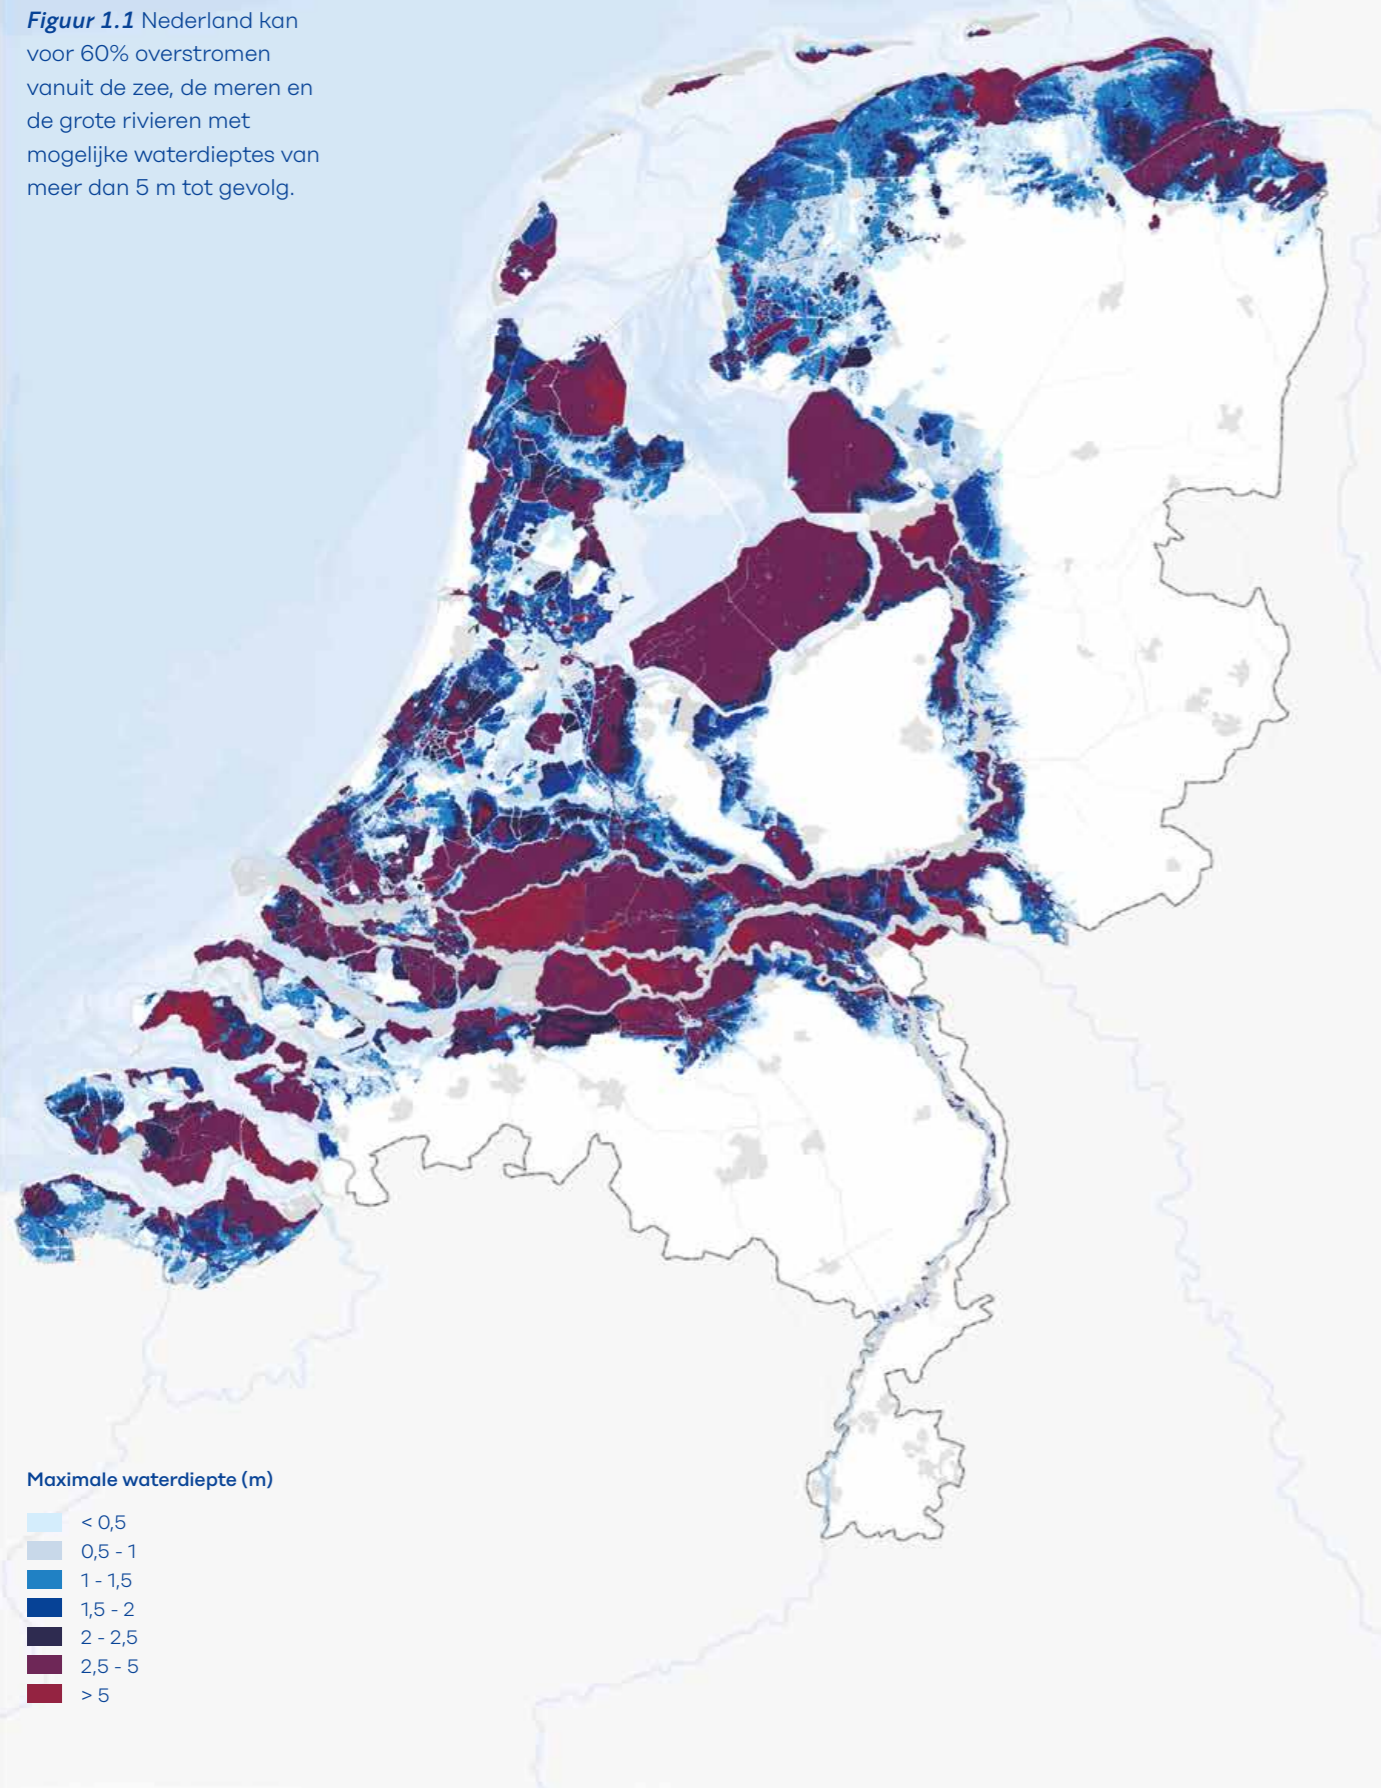 Figuur 1.1 Nederland kan
voor 60% overstromen
vanuit de zee, de meren en
de grote rivieren met
mogelijke waterdieptes van
meer dan 5 m tot gevolg.
Maximale waterdiepte (m)
< 0,5
0,5 - 1
1 - 1,5
1,5 - 2
2 - 2,5
2,5 - 5
> 5